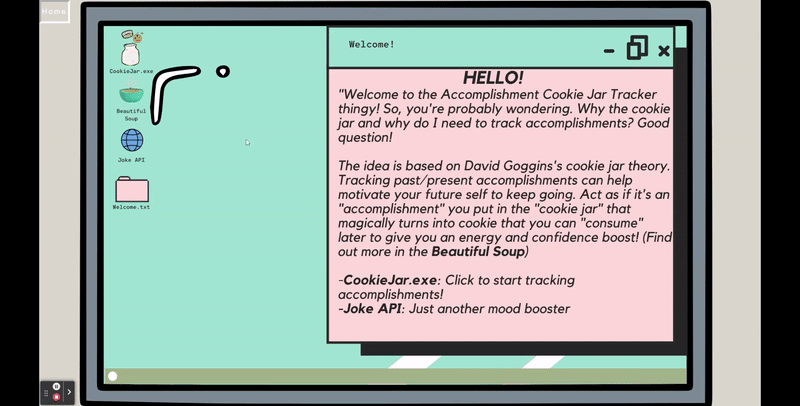 Home
CookieJar.exe
Beautiful
Soup
Joke API
Welcome.txt
Welcome!
HELLO!
"Welcome to the Accomplishment Cookie Jar Tracker
thingy! So, you're probably wondering. Why the cookie
jar and why do I need to track accomplishments? Good
question!
The idea is based on David Goggins's cookie jar theory.
Tracking past/present accomplishments can help
motivate your future self to keep going. Act as if it's an
"accomplishment" you put in the "cookie jar" that
magically turns into cookie that you can "consume"
later to give you an energy and confidence boost! (Find
out more in the Beautiful Soup)
-CookieJar.exe: Click to start tracking
accomplishments!
-Joke API: Just another mood booster